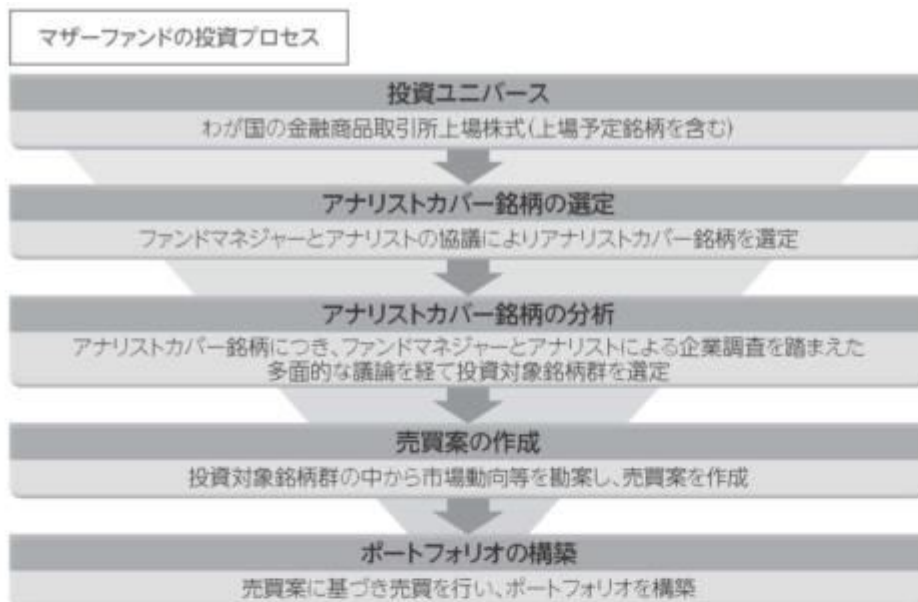 マザーファンドの投資プロセス
投資ユニバース
わが国の金融商品取引所上場株式(上場予定銘柄を含む)
アナリストカバー銘柄の選定
ファンドマネジャーとアナリストの協議によりアナリストカバー銘柄を選定
アナリストカバー銘柄の分析
アナリストカバー銘柄につき、ファンドマネジャーとアナリストによる企業調査を踏まえた
多面的な議論を経て投資対象銘柄群を選定
売買案の作成
投資対象銘柄群の中から市場動向等を勘案し、売買案を作成
ポートフォリオの構築
売買案に基づき売買を行い、ポートフォリオを構築